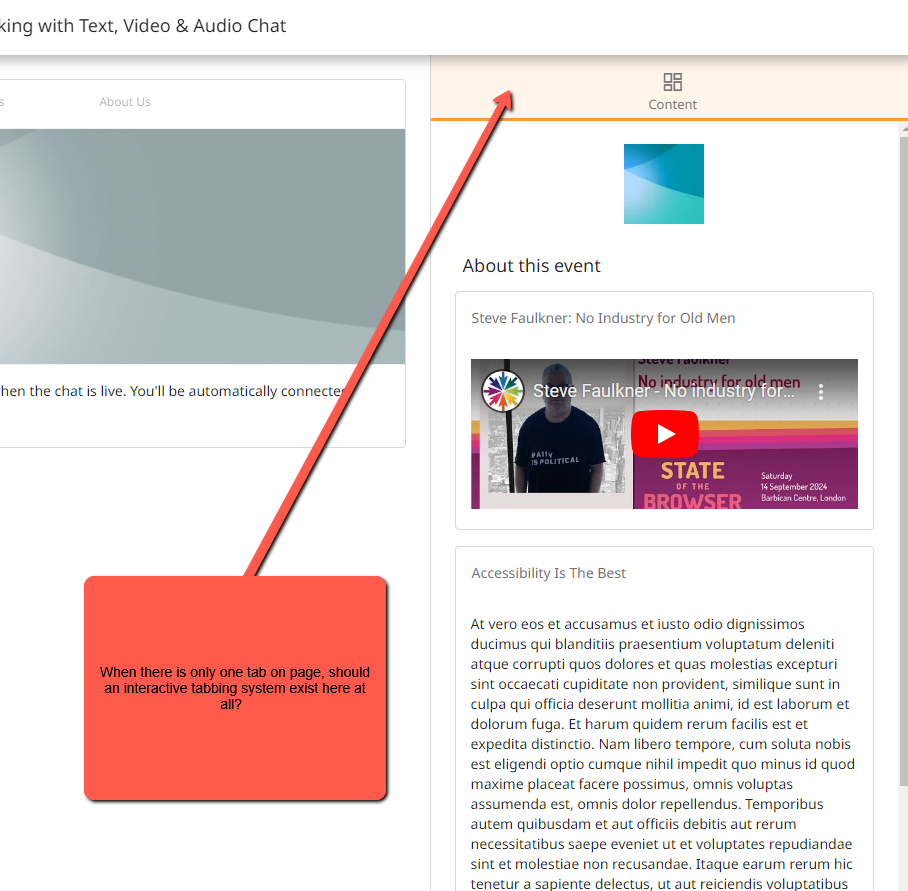 king with Text, Video & Audio Chat
s
About Us
Content
About this event
Steve Faulkner: No Industry for Old Men
Steve Faulkner
No industry for old men
Steve Faulkner - No industry for...
#A11y
IS POLITICAL
STATE
OF THE
BROWSER
Saturday
14 September 2024
Barbican Centre, London
hen the chat is live. You'll be automatically connected
Accessibility Is The Best
At vero eos et accusamus et iusto odio dignissimos
ducimus qui blanditiis praesentium voluptatum deleniti
atque corrupti quos dolores et quas molestias excepturi
sint occaecati cupiditate non provident, similique sunt in
culpa qui officia deserunt mollitia animi, id est laborum et
dolorum fuga. Et harum quidem rerum facilis est et
expedita distinctio. Nam libero tempore, cum soluta nobis
est eligendi optio cumque nihil impedit quo minus id quod
maxime placeat facere possimus, omnis voluptas
assumenda est, omnis dolor repellendus. Temporibus
autem quibusdam et aut officiis debitis aut rerum
necessitatibus saepe eveniet ut et voluptates repudiandae
sint et molestiae non recusandae. Itaque earum rerum hic
tenetur a sapiente delectus, ut aut reiciendis voluptatibus
When there is only one tab on page, should
an interactive tabbing system exist here at
all?